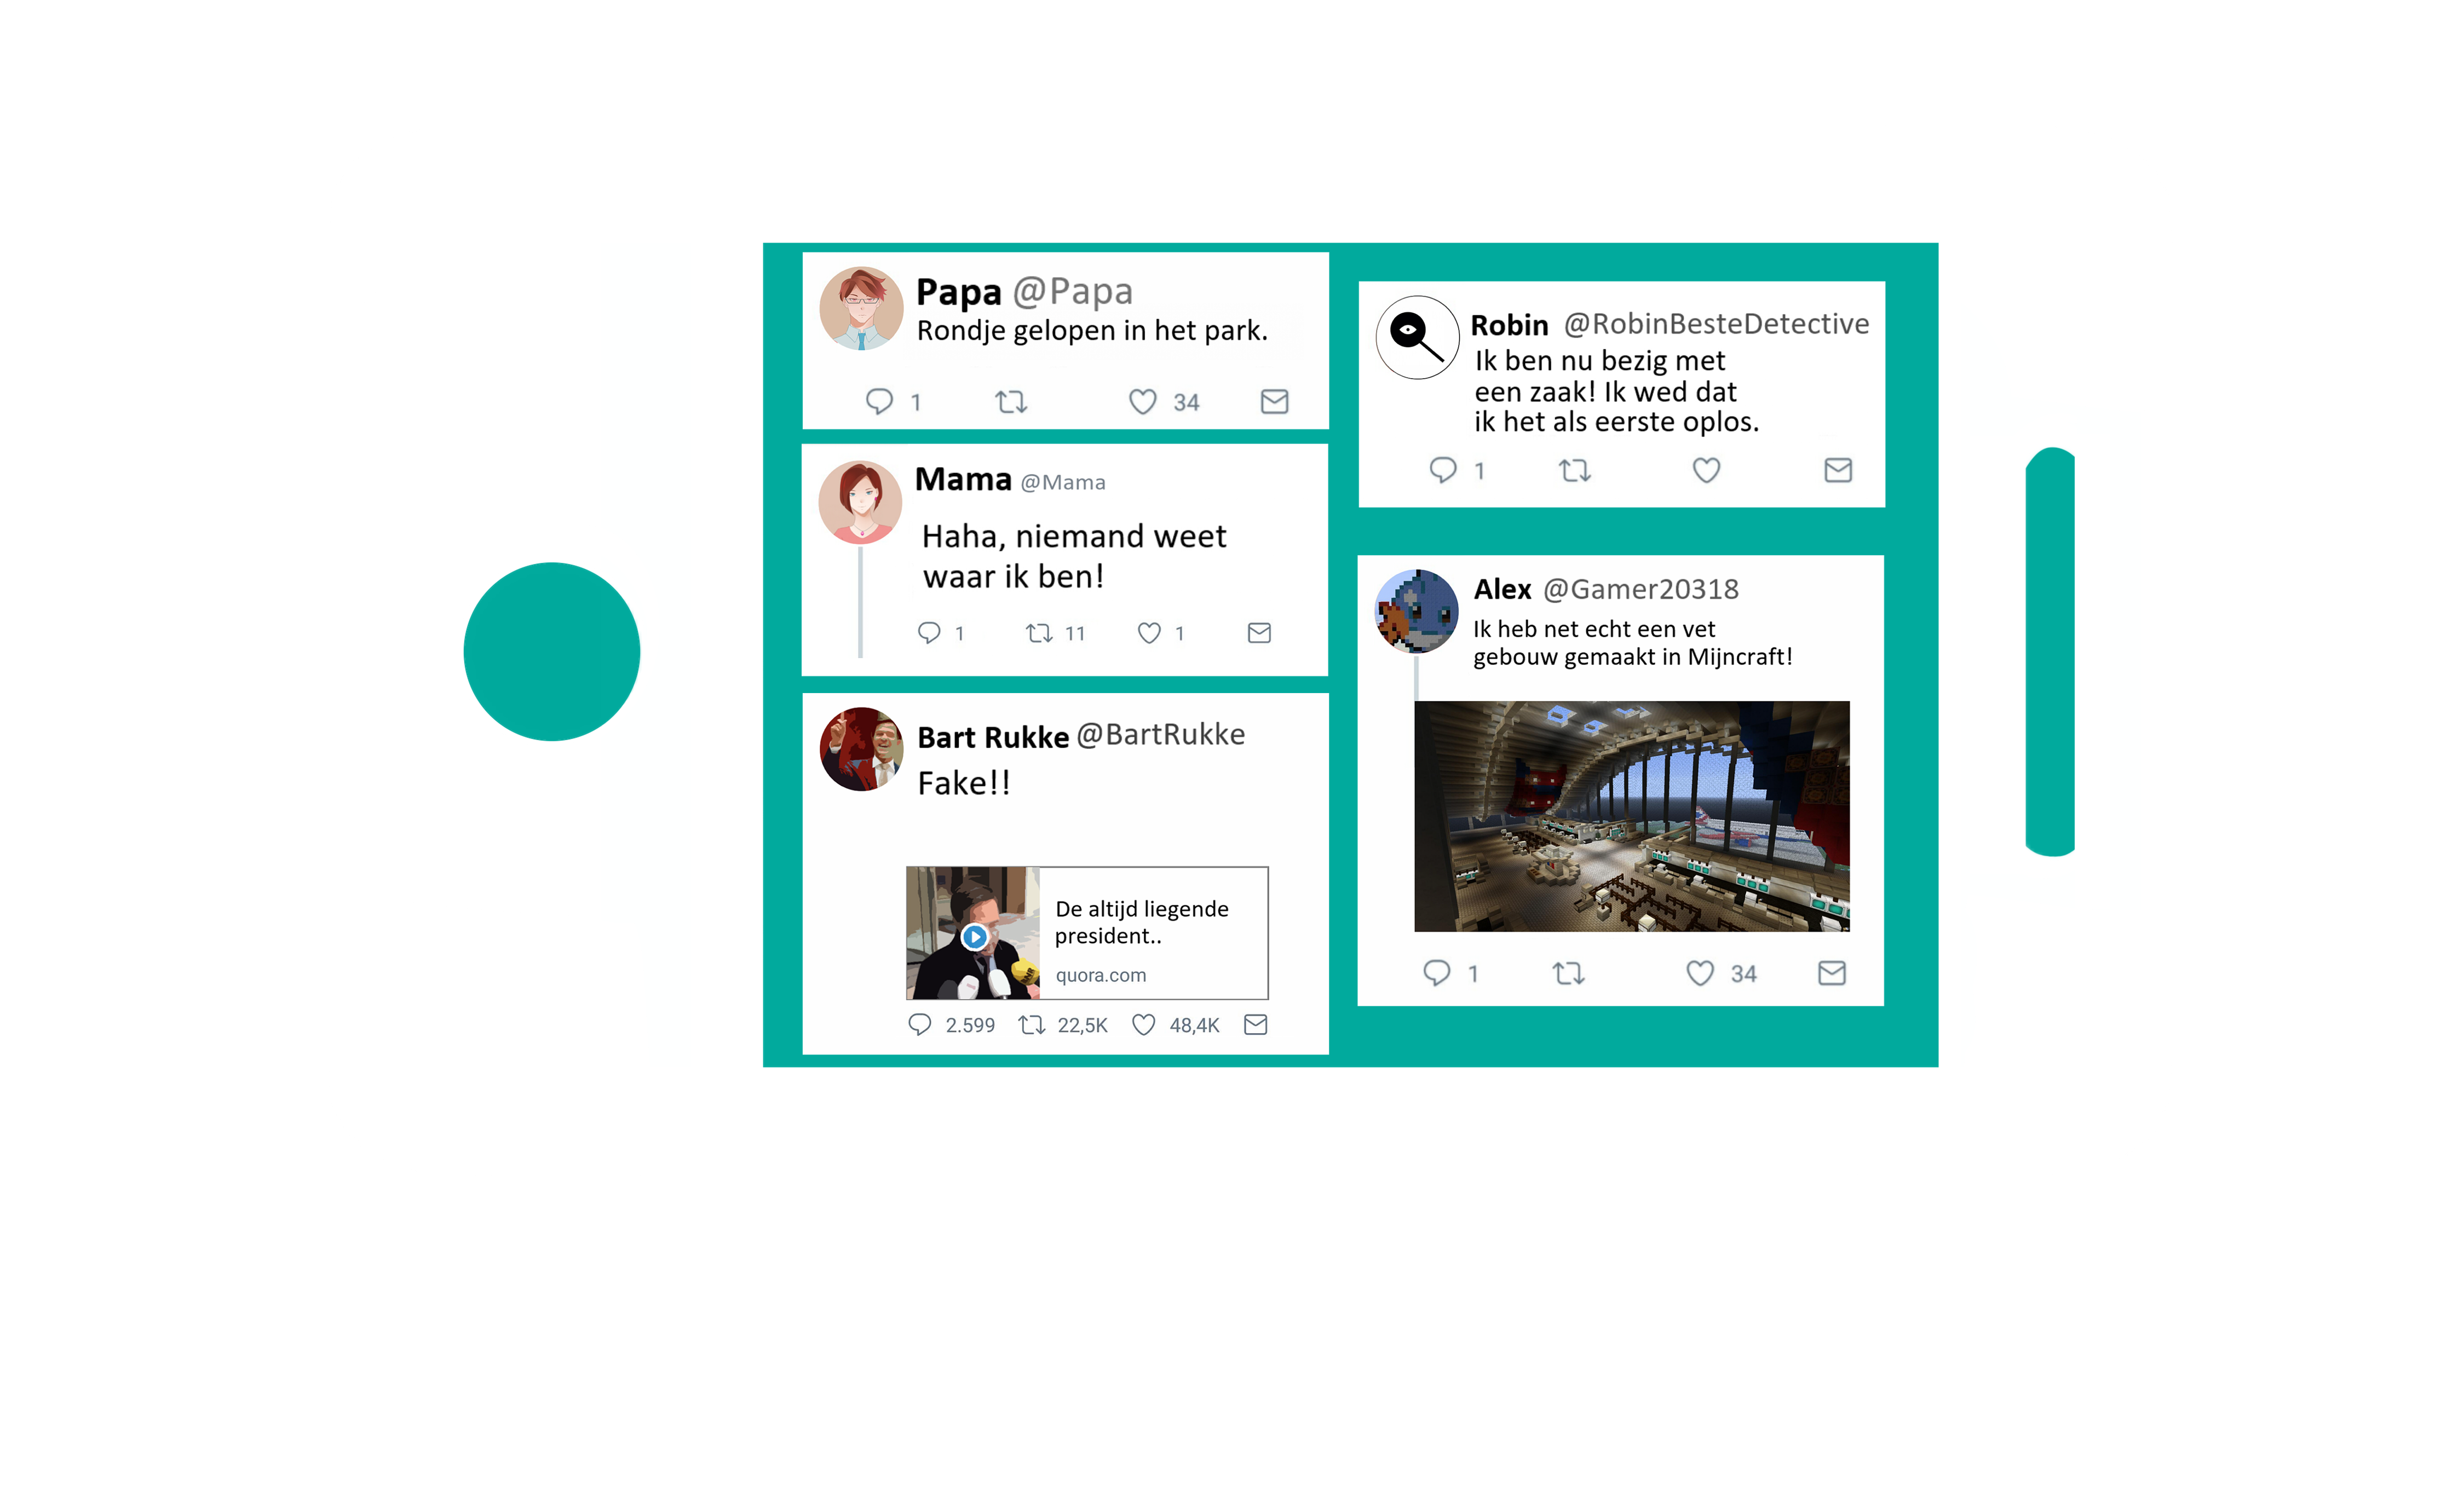 Papa @Papa
Rondje gelopen in het park.
1 34
Mama @Mama
Haha, niemand weet
waar ik ben!
1 11 1
Bart Rukke @BartRukke
Fake!!
De altijd liegende
president..
quora.com
2.599 22,5K 48,4K
Robin @RobinBesteDetective
Ik ben nu bezig met
een zaak! Ik wed dat
ik het als eerste oplos.
1
Alex @Gamer20318
Ik heb net echt een vet
gebouw gemaakt in Mijncraft!
1 34